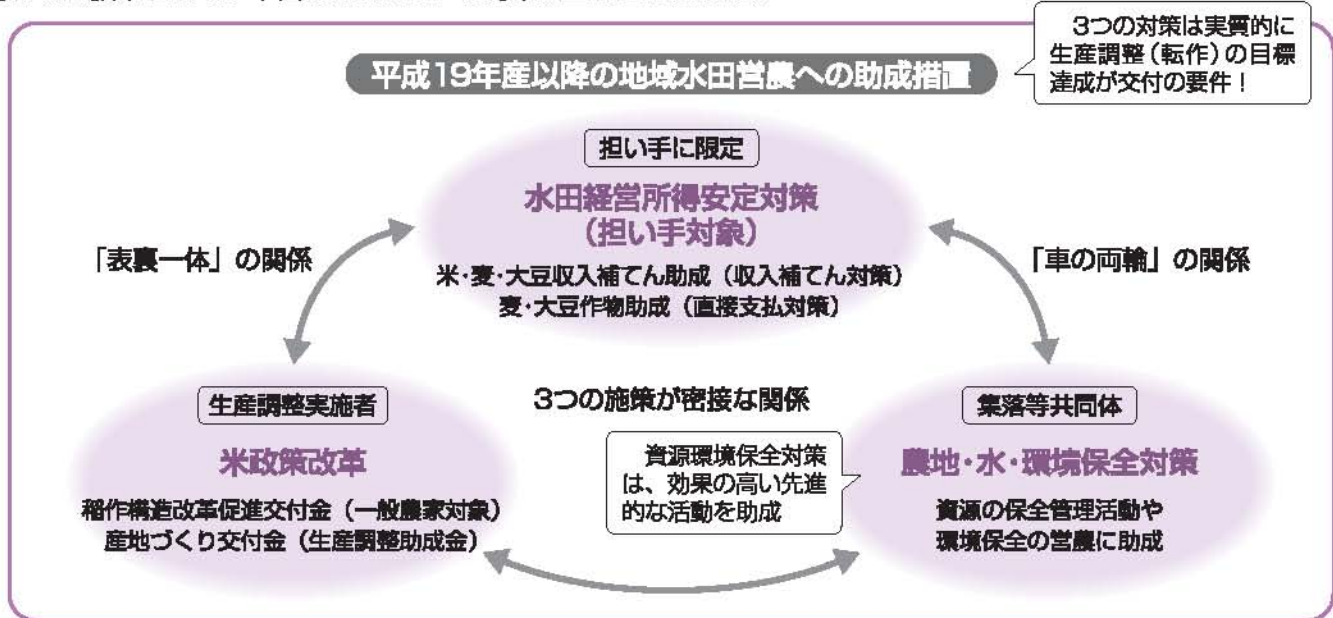 3つの対策は実質的に
生産調整(転作)の目標
達成が交付の要件！
平成19年産以降の地域水田営農への助成措置
担い手に限定
水田経営所得安定対策
(担い手対象)
米・麦・大豆収入補てん助成(収入補てん対策)
麦・大豆作物助成(直接支払対策)
「表裏一体」の関係
「車の両輪」の関係
生産調整実施者
米政策改革
稲作構造改革促進交付金(一般農家対象)
産地づくり交付金(生産調整助成金)
3つの施策が密接な関係
資源環境保全対策
は、効果の高い先進
的な活動を助成
集落等共同体
農地・水・環境保全対策
資源の保全管理活動や
環境保全の営農に助成